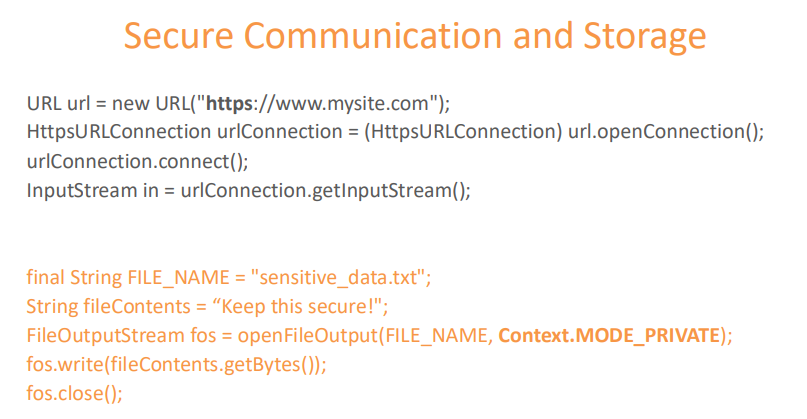 Secure Communication and Storage
URL url = new URL("https://www.mysite.com");
HttpsURLConnection urlConnection = (HttpsURLConnection) url.openConnection();
urlConnection.connect();
InputStream in = urlConnection.getInputStream();
final String FILE_NAME = "sensitive_data.txt";
String fileContents = “Keep this secure!";
FileOutputStream fos = openFileOutput(FILE_NAME, Context.MODE_PRIVATE);
fos.write(fileContents.getBytes());
fos.close();